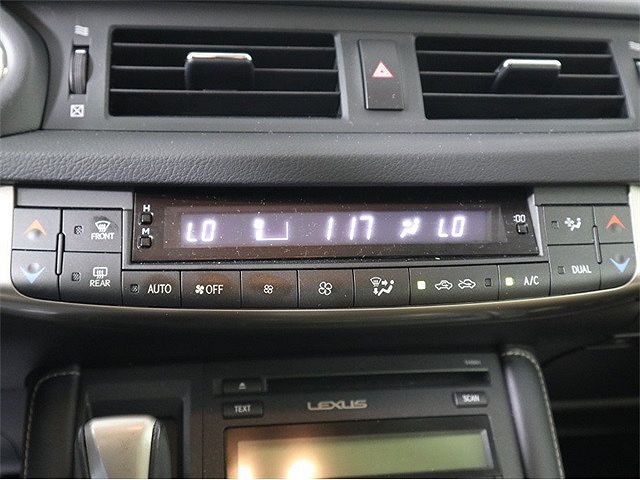 H
M
LO 117 LO
:00
FRONT
REAR
AUTO
OFF
A/C
DUAL
TEXT
LEXUS
SCAN